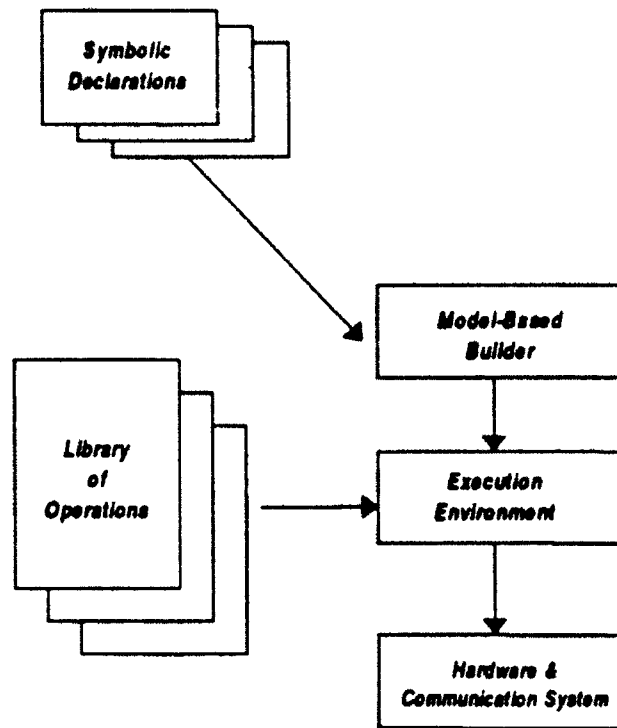 Symbolic
Declarations
Model-Based
Builder
Library
of
Operations
Execution
Environment
Hardware &
Communication System